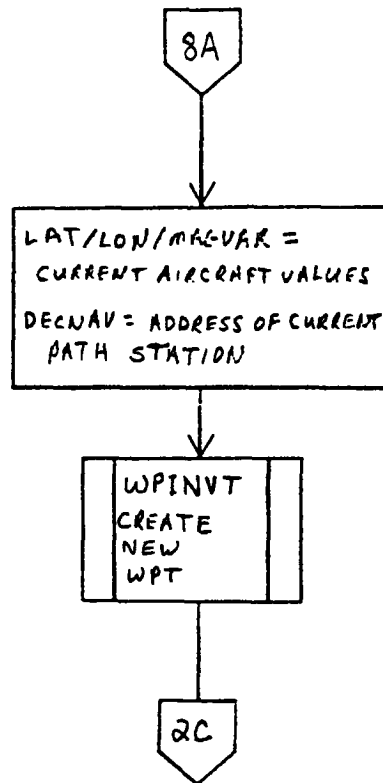 8A
LAT/LON/MAGVAR =
CURRENT AIRCRAFT VALUES
DECNAV = ADDRESS OF CURRENT
PATH STATION
WPINVT
CREATE
NEW
WPT
2C